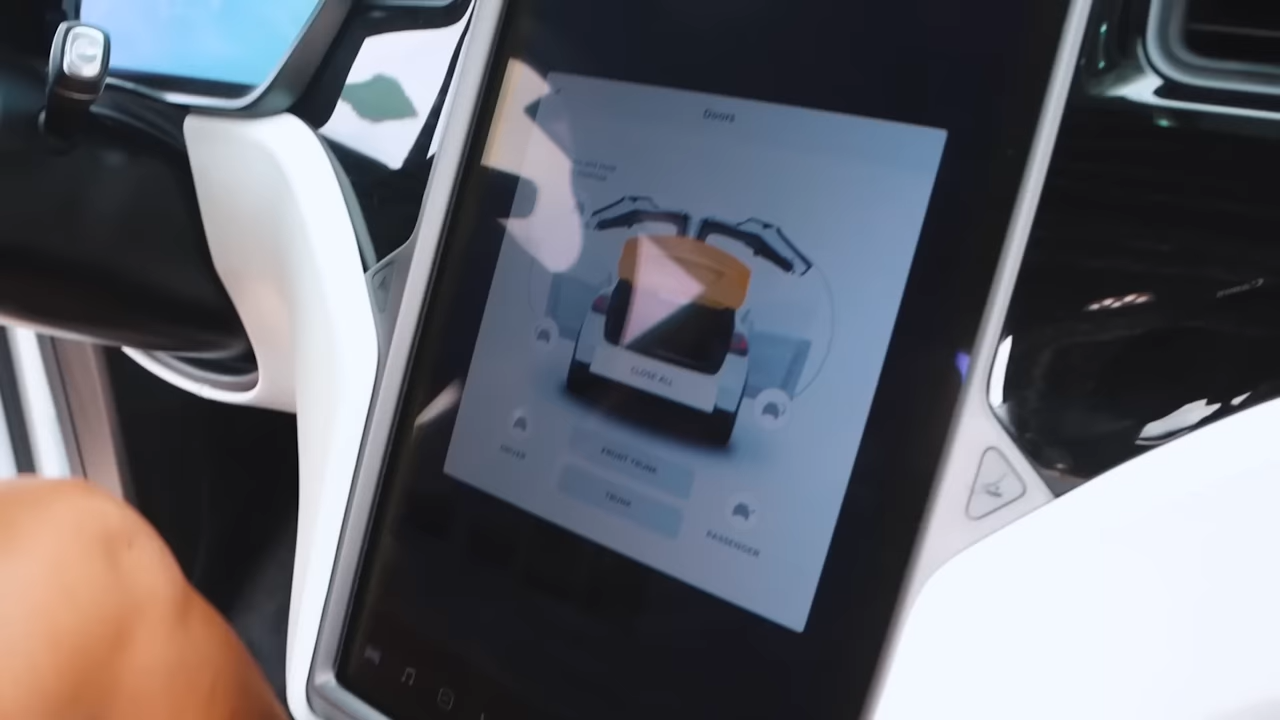 Doors
CLOSE ALL
FRONT TRUNK
TRUNK
DRIVER
PASSENGER